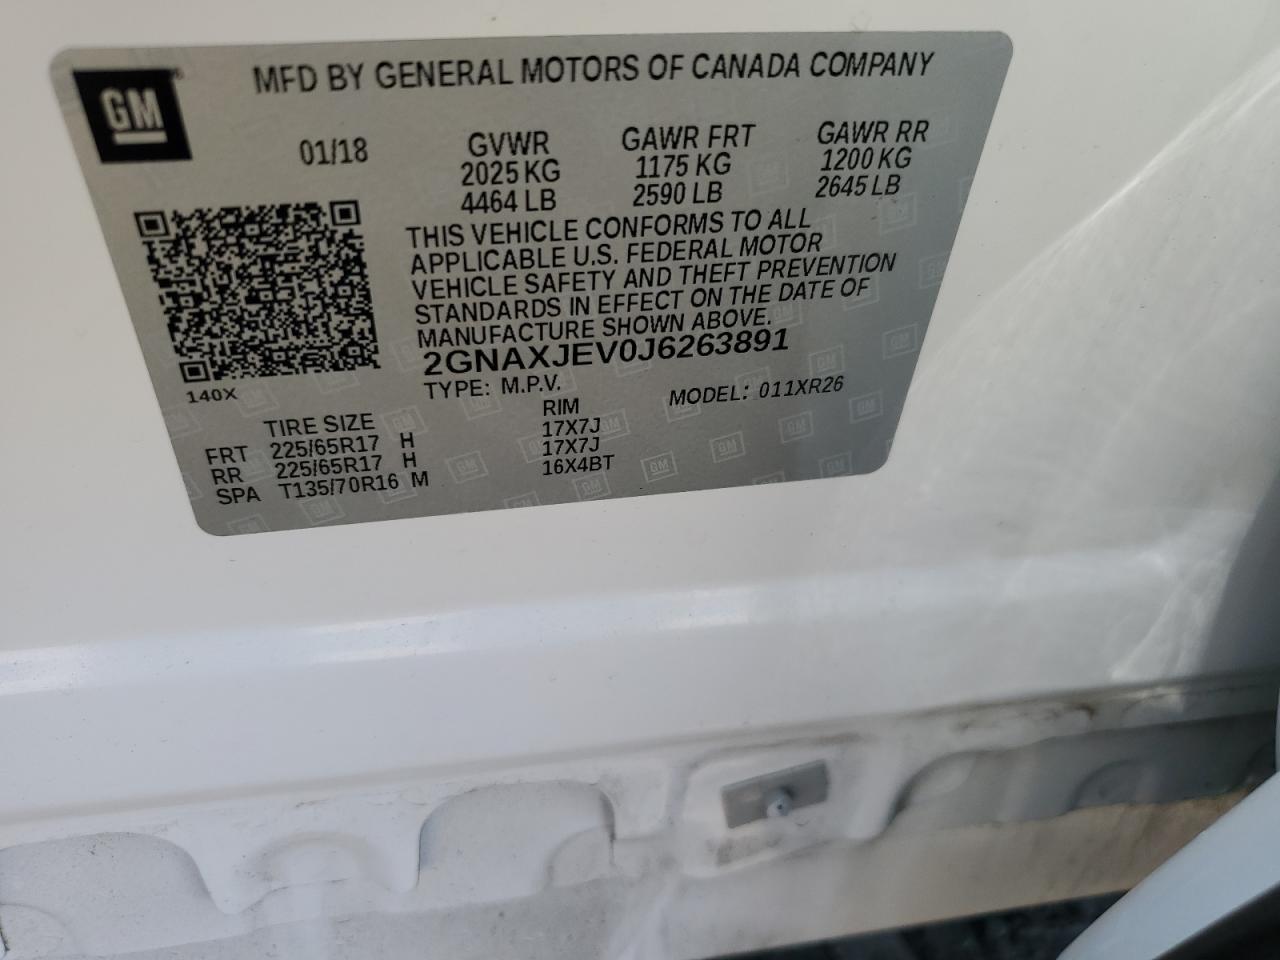 GM
MFD BY GENERAL MOTORS OF CANADA COMPANY
01/18
GVWR
2025 KG
4464 LB
GAWR FRT
1175 KG
2590 LB
GAWR RR
1200 KG
2645 LB
THIS VEHICLE CONFORMS TO ALL
APPLICABLE U.S. FEDERAL MOTOR
VEHICLE SAFETY AND THEFT PREVENTION
STANDARDS IN EFFECT ON THE DATE OF
MANUFACTURE SHOWN ABOVE.
2GNAXJEV0J6263891
140X
TYPE: M.P.V.
MODEL: 011XR26
TIRE SIZE RIM
FRT 225/65R17 H 17X7J
RR 225/65R17 H 17X7J
SPA T135/70R16 M 16X4BT